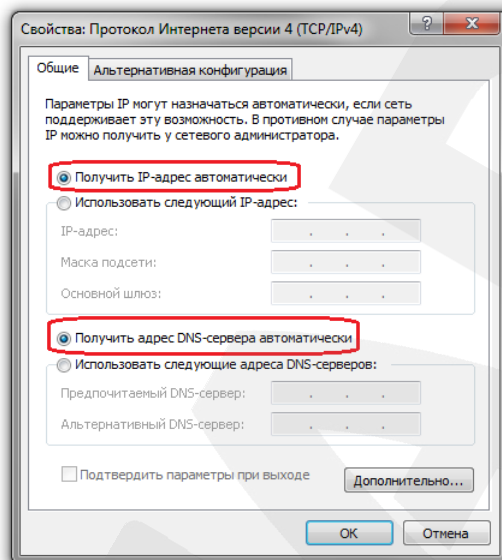 Свойства: Протокол Интернета версии 4 (TCP/IPv4)
Общие
Альтернативная конфигурация
Параметры IP могут назначаться автоматически, если сеть
поддерживает эту возможность. В противном случае параметры
IP можно получить у сетевого администратора.
Получить IP-адрес автоматически
Использовать следующий IP-адрес:
IP-адрес:
Маска подсети:
Основной шлюз:
Получить адрес DNS-сервера автоматически
Использовать следующие адреса DNS-серверов:
Предпочитаемый DNS-сервер:
Альтернативный DNS-сервер:
Подтвердить параметры при выходе
Дополнительно...
ОК
Отмена